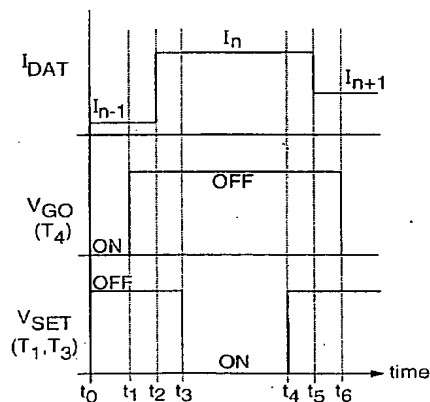 I_DAT
I_n-1
I_n
I_n+1
V_GO
(T_4)
OFF
ON
OFF
V_SET
(T_1,T_3)
ON
time
t_0 t_1 t_2 t_3 t_4 t_5 t_6